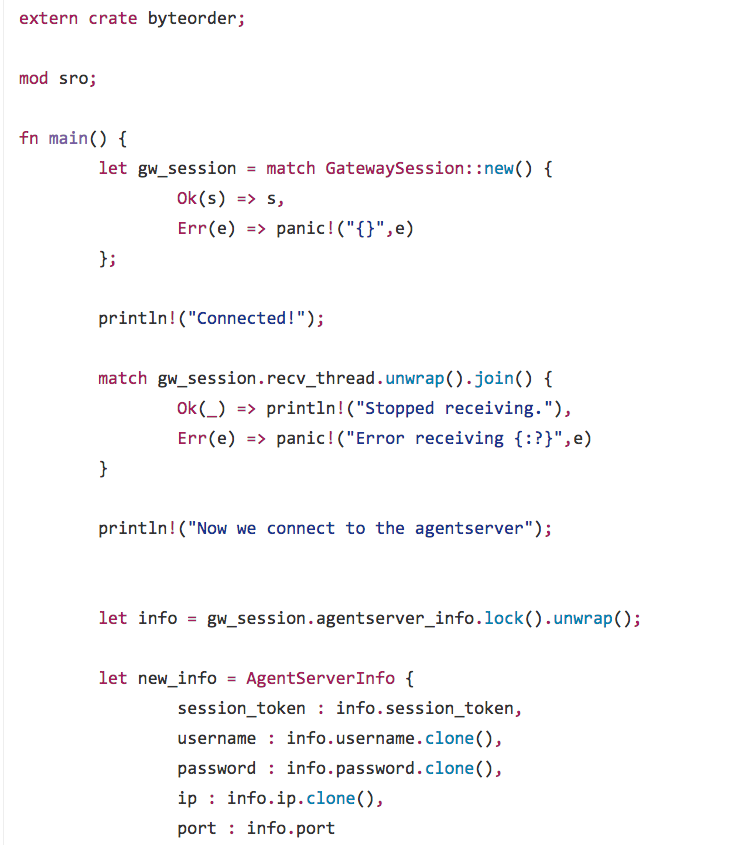 extern crate byteorder;
mod sro;
fn main() {
let gw_session = match GatewaySession::new() {
Ok(s) => s,
Err(e) => panic!("{}",e)
};
println!("Connected!");
match gw_session.recv_thread.unwrap().join() {
Ok(_) => println!("Stopped receiving."),
Err(e) => panic!("Error receiving {:?}",e)
}
println!("Now we connect to the agentserver");
let info = gw_session.agentserver_info.lock().unwrap();
let new_info = AgentServerInfo {
session_token : info.session_token,
username : info.username.clone(),
password : info.password.clone(),
ip : info.ip.clone(),
port : info.port